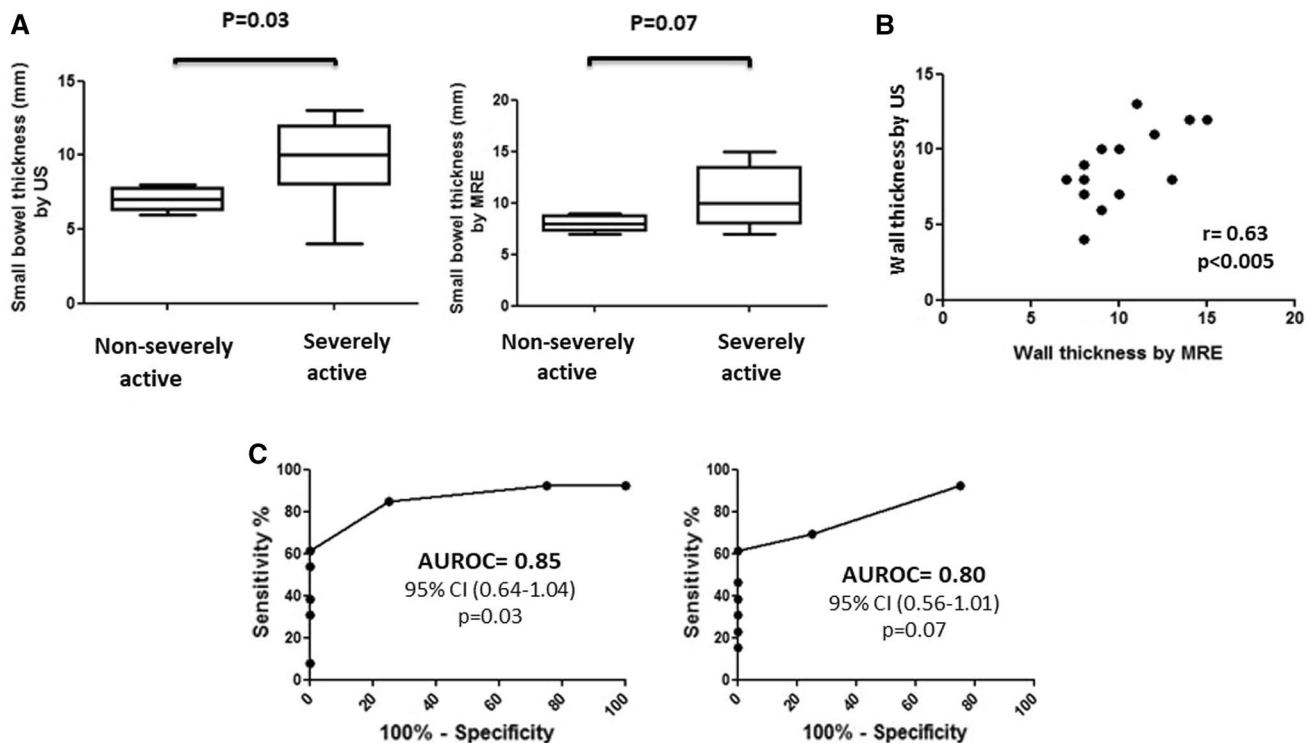 A
P=0.03
Small bowel thickness (mm)
by US
15
10
5
0
Non-severely
active
Severely
active
P=0.07
Small bowel thickness (mm)
by MRE
20
15
10
5
0
Non-severely
active
Severely
active
B
Wall thickness by US
15
10
5
0
r= 0.63
p<0.005
0
5
10
15
20
Wall thickness by MRE
C
Sensitivity %
100
80
60
40
20
0
AUROC= 0.85
95% CI (0.64-1.04)
p=0.03
0
20
40
60
80
100
100% - Specificity
Sensitivity %
100
80
60
40
20
0
AUROC= 0.80
95% CI (0.56-1.01)
p=0.07
0
20
40
60
80
100
100% - Specificity